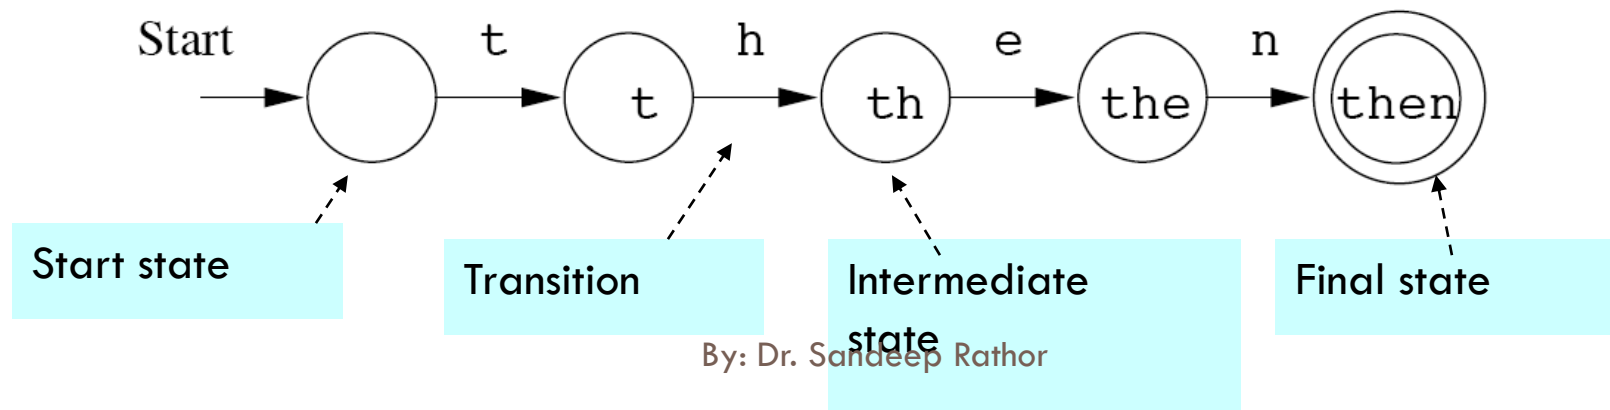 Start t h e n
t th the then
Start state
Transition
Intermediate
state
Final state
By: Dr. Sandeep Rathor